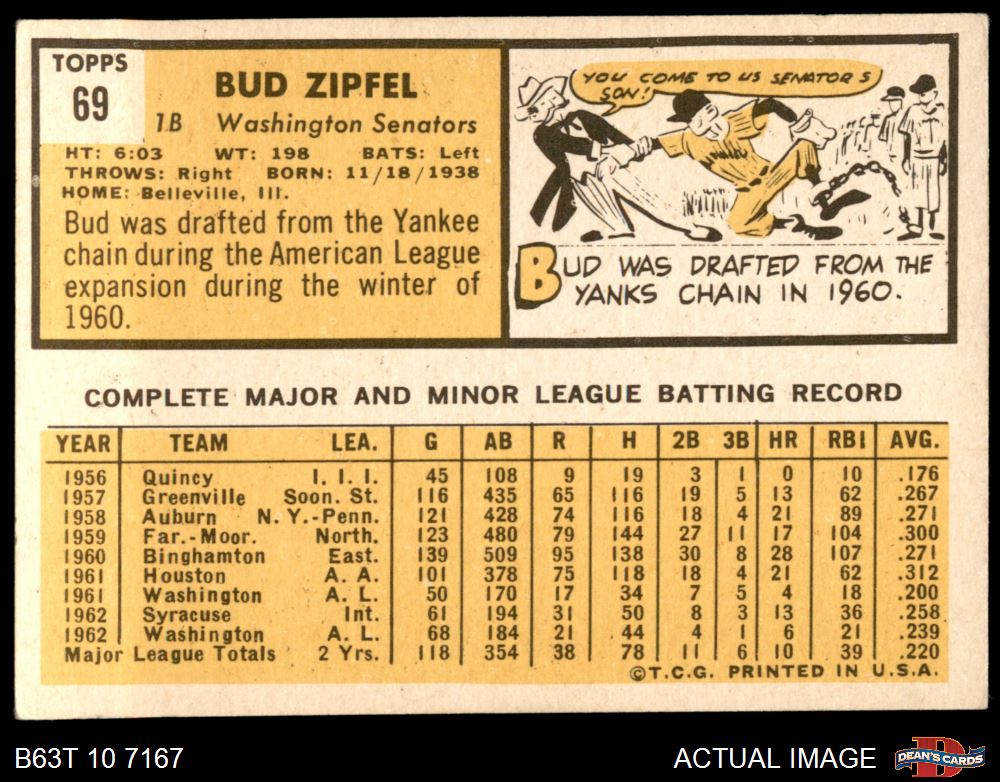 TOPPS
69
BUD ZIPFEL
1B Washington Senators
HT: 6:03 WT: 198 BATS: Left
THROWS: Right BORN: 11/18/1938
HOME: Belleville, Ill.
Bud was drafted from the Yankee
chain during the American League
expansion during the winter of
1960.
YOU COME TO US SENATORS
SON!
BUD WAS DRAFTED FROM THE
YANKS CHAIN IN 1960.
COMPLETE MAJOR AND MINOR LEAGUE BATTING RECORD
YEAR TEAM LEA. G AB R H 2B 3B HR RBI AVG.
1956 Quincy I. I. I. 45 108 9 19 3 1 0 10 .176
1957 Greenville Soon. St. 116 435 65 116 19 5 13 62 .267
1958 Auburn N. Y.-Penn. 121 428 74 116 18 4 21 89 .271
1959 Far.-Moor. North. 123 480 79 144 27 11 17 104 .300
1960 Binghamton East. 139 509 95 138 30 8 28 107 .271
1961 Houston A. A. 101 378 75 118 18 4 21 62 .312
1961 Washington A. L. 50 170 17 34 7 5 4 18 .200
1962 Syracuse Int. 61 194 31 50 8 3 13 36 .258
1962 Washington A. L. 68 184 21 44 4 1 6 21 .239
Major League Totals 2 Yrs. 118 354 38 78 11 6 10 39 .220
©T.C.G. PRINTED IN U.S.A.
B63T 10 7167
ACTUAL IMAGE
D
DEAN'S CARDS